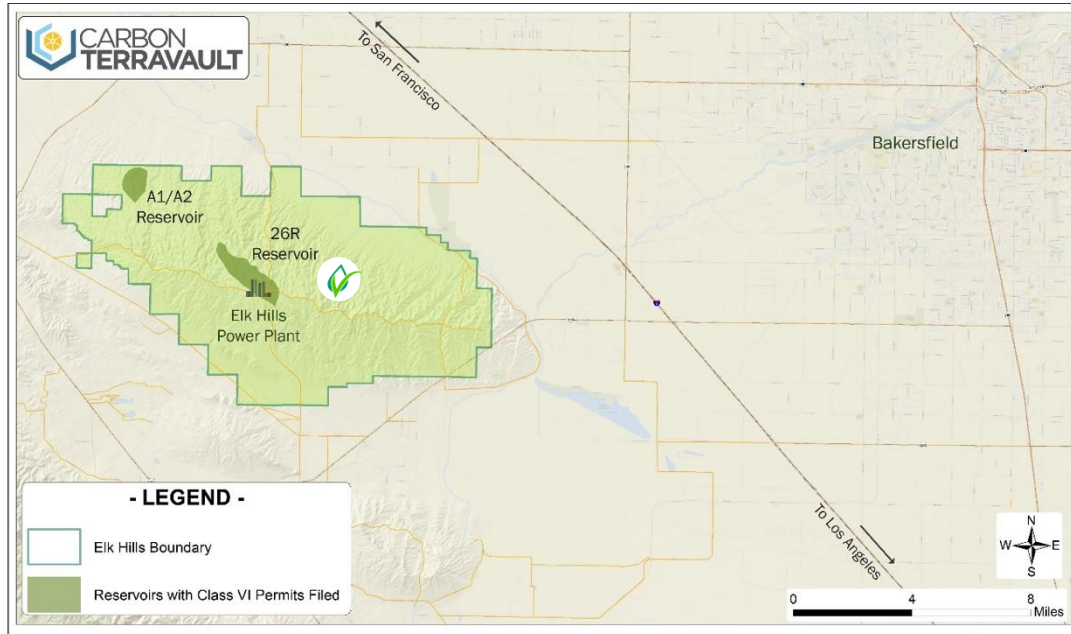 CARBON
TERRAVAULT
To San Francisco
Bakersfield
A1/A2
Reservoir
26R
Reservoir
Elk Hills
Power Plant
To Los Angeles
- LEGEND -
Elk Hills Boundary
Reservoirs with Class VI Permits Filed
N
W E
S
0 4 8
Miles